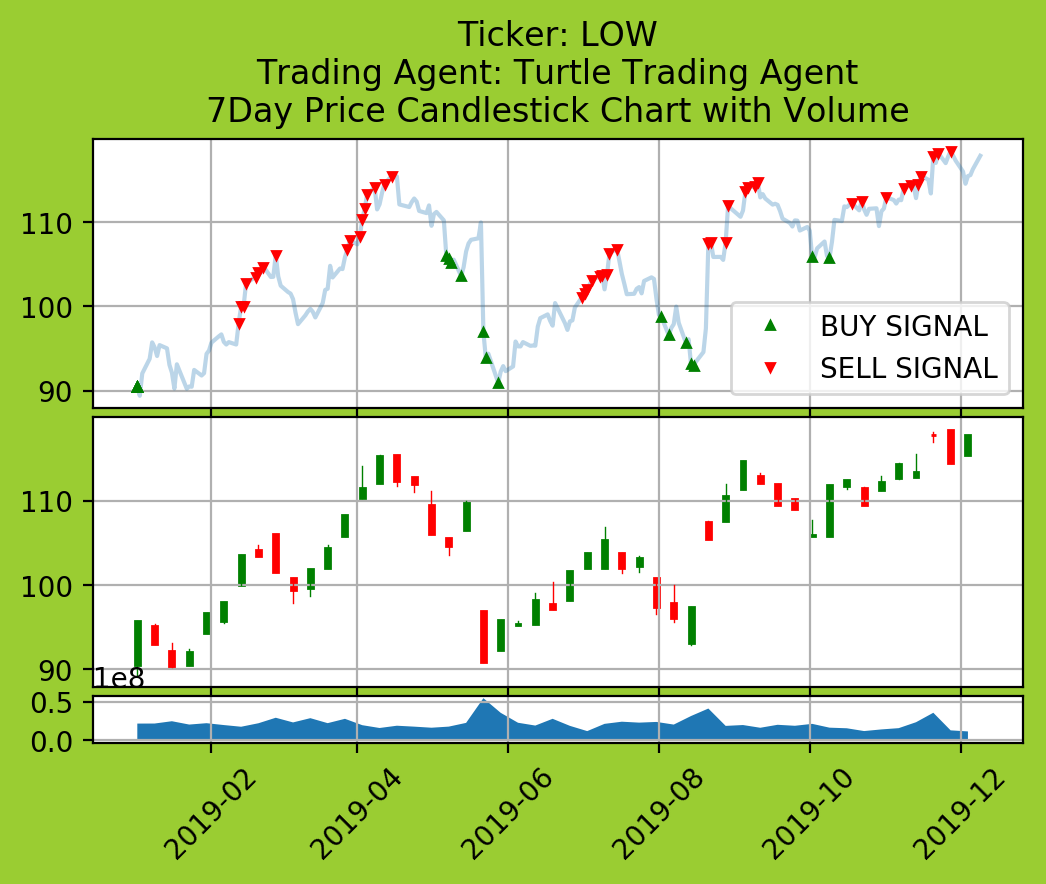 Ticker: LOW
Trading Agent: Turtle Trading Agent
7Day Price Candlestick Chart with Volume
110
100
90
BUY SIGNAL
SELL SIGNAL
110
100
90
1e8
0.5
0.0
2019-02
2019-04
2019-06
2019-08
2019-10
2019-12